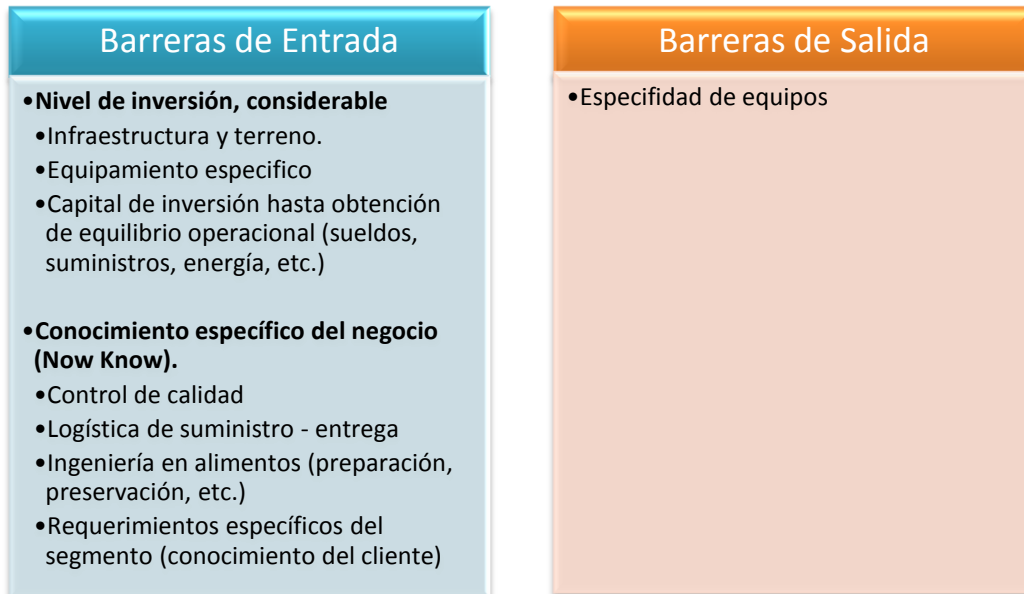 Barreras de Entrada
•Nivel de inversión, considerable
•Infraestructura y terreno.
•Equipamiento especifico
•Capital de inversión hasta obtención
de equilibrio operacional (sueldos,
suministros, energía, etc.)
•Conocimiento específico del negocio
(Now Know).
•Control de calidad
•Logística de suministro - entrega
•Ingeniería en alimentos (preparación,
preservación, etc.)
•Requerimientos específicos del
segmento (conocimiento del cliente)
Barreras de Salida
•Especifidad de equipos